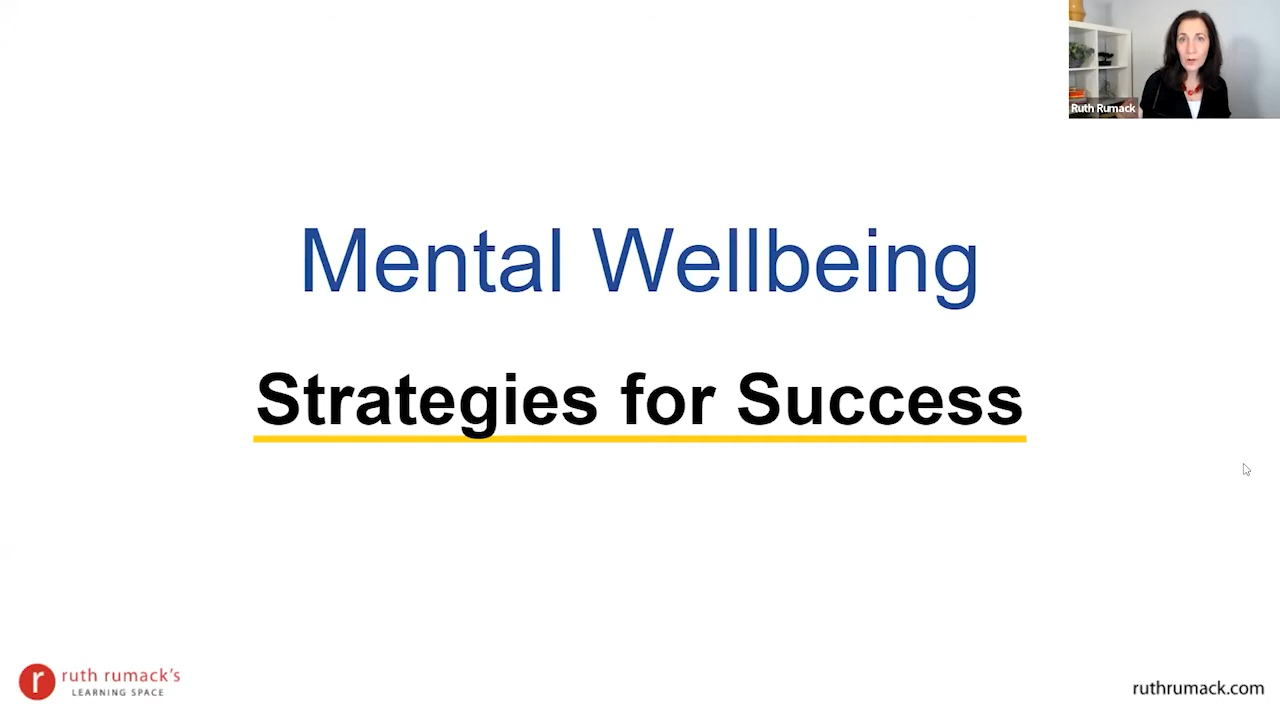 Ruth Rumack
Mental Wellbeing
Strategies for Success
r
ruth rumack's
LEARNING SPACE
ruthrumack.com